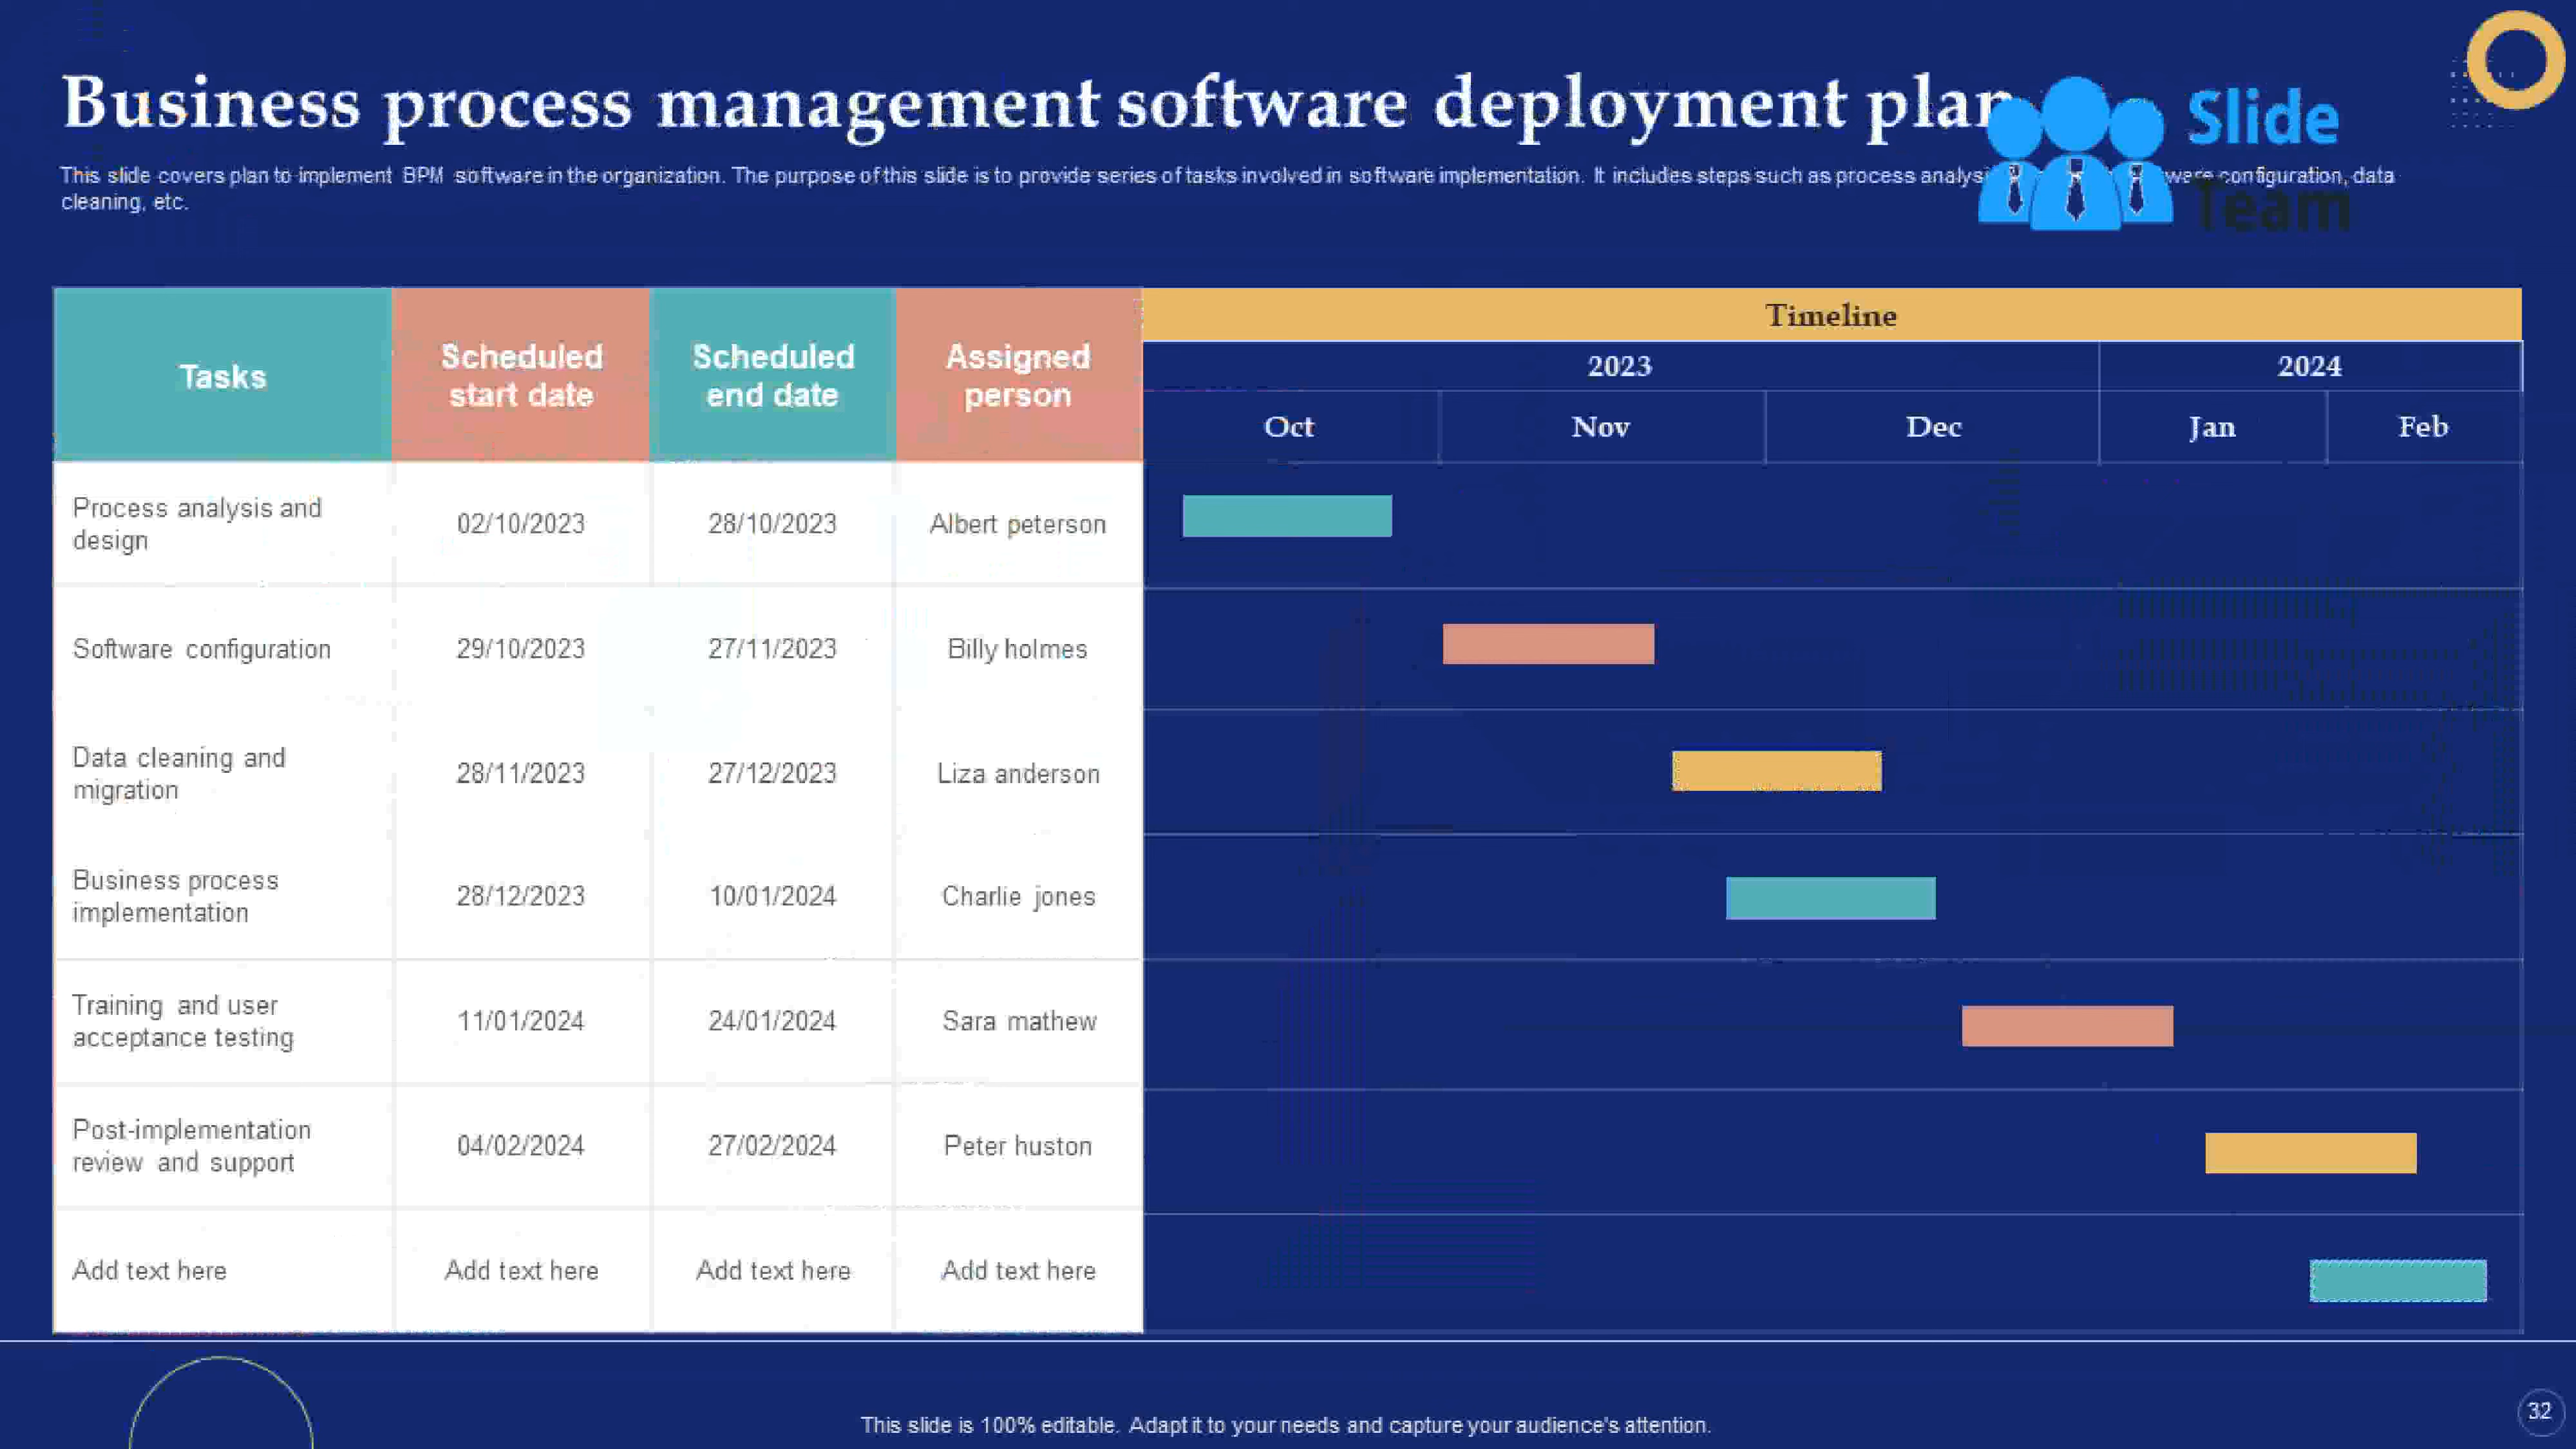 Business process management software deployment plan
Slide
Team
This slide covers plan to implement BPM software in the organization. The purpose of this slide is to provide series of tasks involved in software implementation. It includes steps such as process configuration, data
cleaning, etc.
Tasks
Scheduled
start date
Scheduled
end date
Assigned
person
Timeline
2023
2024
Oct
Nov
Dec
Jan
Feb
Process analysis and
design
02/10/2023
28/10/2023
Albert peterson
Software configuration
29/10/2023
27/11/2023
Billy holmes
Data cleaning and
migration
28/11/2023
27/12/2023
Liza anderson
Business process
implementation
28/12/2023
10/01/2024
Charlie jones
Training and user
acceptance testing
11/01/2024
24/01/2024
Sara mathew
Post-implementation
review and support
04/02/2024
27/02/2024
Peter huston
Add text here
Add text here
Add text here
Add text here
This slide is 100% editable. Adapt it to your needs and capture your audience's attention.
32